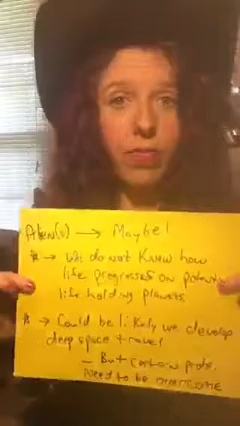 Alien(s) → Maybe!
* → We do not know how
life progresses on potential
life holding planets
* → Could be likely we develop
deep space travel
- But certain probs.
need to be overcome